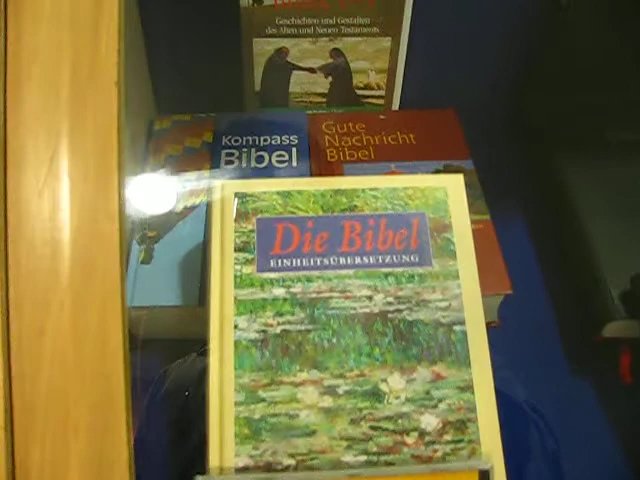 Geschichten und Gestalten
des Alten und Neuen Testaments
Kompass
Bibel
Gute
Nachricht
Bibel
Die Bibel
EINHEITSÜBERSETZUNG